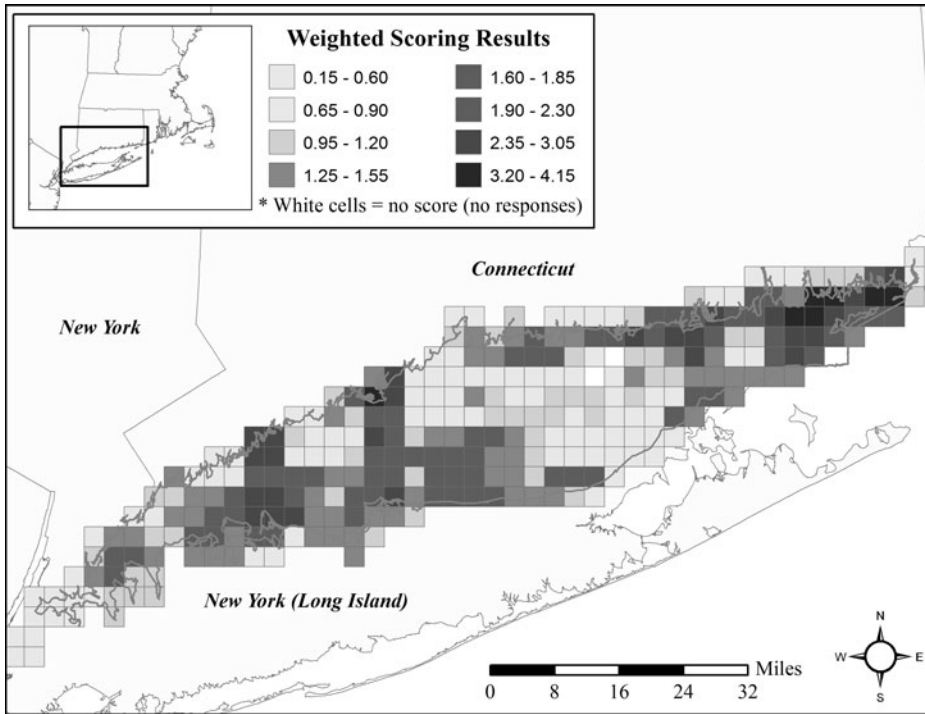 Weighted Scoring Results
0.15 - 0.60
0.65 - 0.90
0.95 - 1.20
1.25 - 1.55
1.60 - 1.85
1.90 - 2.30
2.35 - 3.05
3.20 - 4.15
* White cells = no score (no responses)
Connecticut
New York
New York (Long Island)
N
W E
S
Miles
0 8 16 24 32